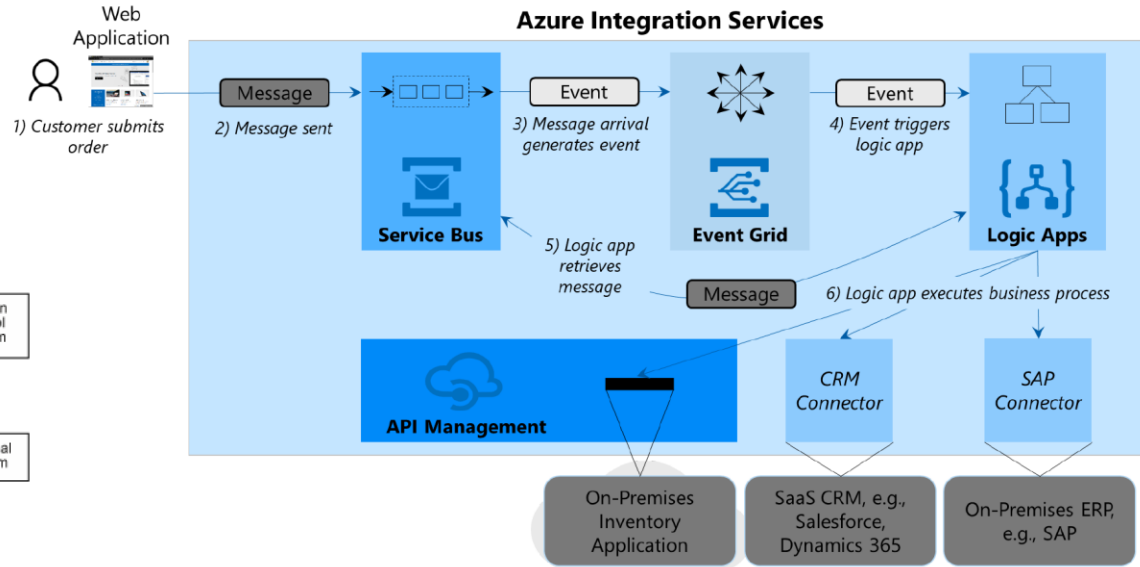 Web
Application
Azure Integration Services
Message
Event
Event
1) Customer submits
order
2) Message sent
3) Message arrival
generates event
4) Event triggers
logic app
Service Bus
Event Grid
Logic Apps
5) Logic app
retrieves
message
Message
6) Logic app executes business process
API Management
CRM
Connector
SAP
Connector
On-Premises
Inventory
Application
SaaS CRM, e.g.,
Salesforce,
Dynamics 365
On-Premises ERP,
e.g., SAP